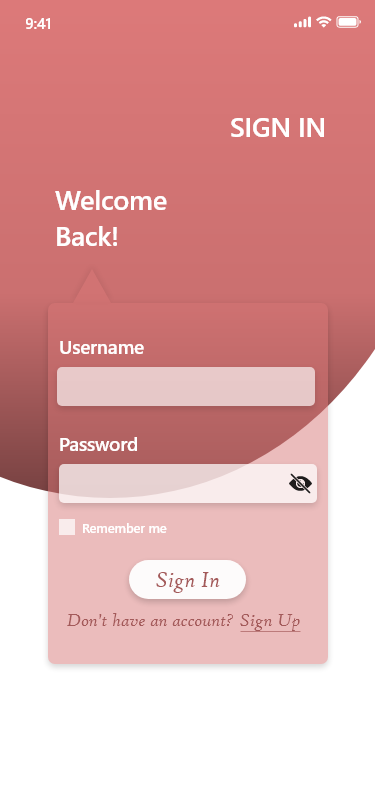 9:41
SIGN IN
Welcome
Back!
Username
Password
Remember me
Sign In
Don't have an account? Sign Up